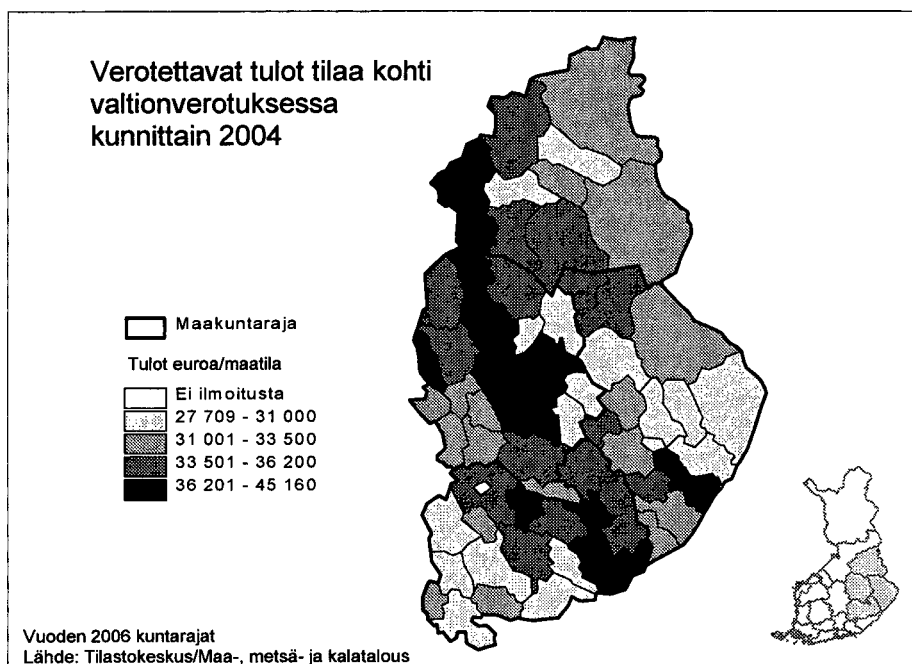 Verotettavat tulot tilaa kohti
valtionverotuksessa
kunnittain 2004
Maakuntaraja
Tulot euroa/maatila
Ei ilmoitusta
27 709 - 31 000
31 001 - 33 500
33 501 - 36 200
36 201 - 45 160
Vuoden 2006 kuntarajat
Lähde: Tilastokeskus/Maa-, metsä- ja kalatalous